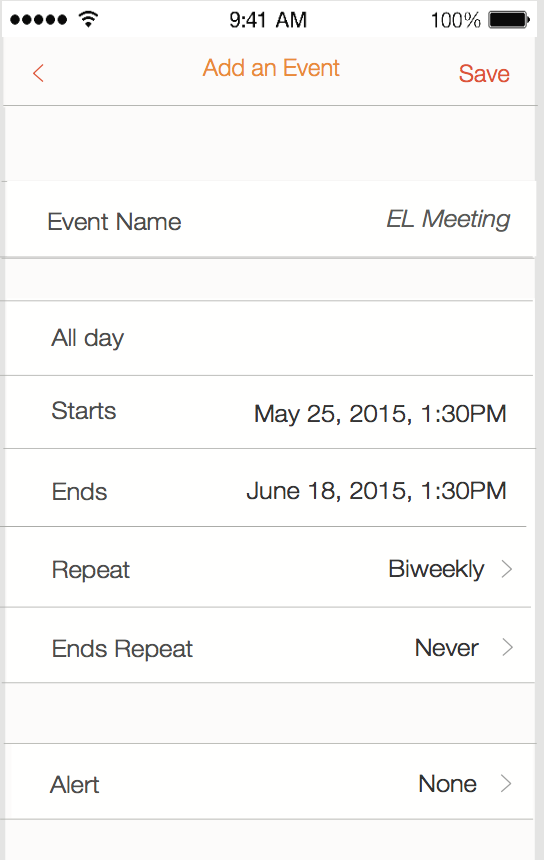 9:41 AM 100%
Add an Event
Save
Event Name EL Meeting
All day
Starts May 25, 2015, 1:30PM
Ends June 18, 2015, 1:30PM
Repeat Biweekly
Ends Repeat Never
Alert None